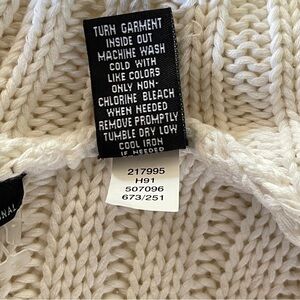 TURN GARMENT
INSIDE OUT
MACHINE WASH
COLD WITH
LIKE COLORS
ONLY NON-
CHLORINE BLEACH
WHEN NEEDED
REMOVE PROMPTLY
TUMBLE DRY LOW
COOL IRON
IF NEEDED
217995
H91
507096
673/251